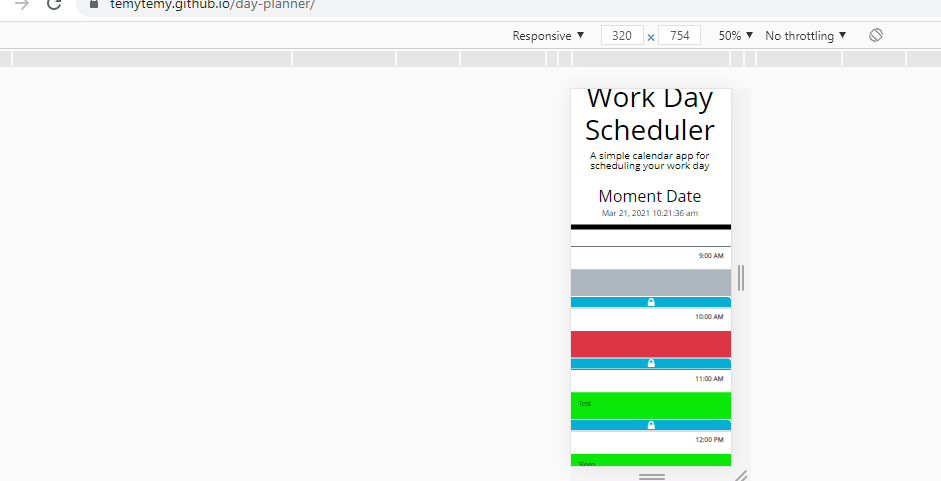 temytemy.github.io/day-planner/
Responsive ▼ 320 × 754 50% ▼ No throttling ▼
Work Day
Scheduler
A simple calendar app for
scheduling your work day
Moment Date
Mar 21, 2021 10:21:36 am
9:00 AM
10:00 AM
11:00 AM
Test
12:00 PM